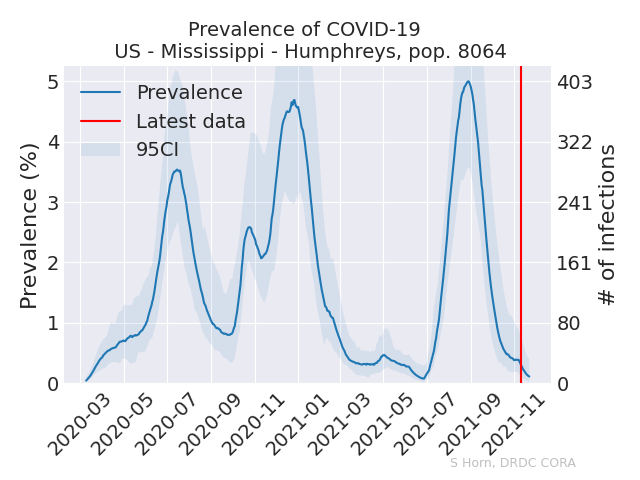 Prevalence of COVID-19
US - Mississippi - Humphreys, pop. 8064
Prevalence
Latest data
95CI
Prevalence (%)
5
4
3
2
1
0
403
322
241
161
80
0
# of infections
2020-03
2020-05
2020-07
2020-09
2020-11
2021-01
2021-03
2021-05
2021-07
2021-09
2021-11
S Horn, DRDC CORA